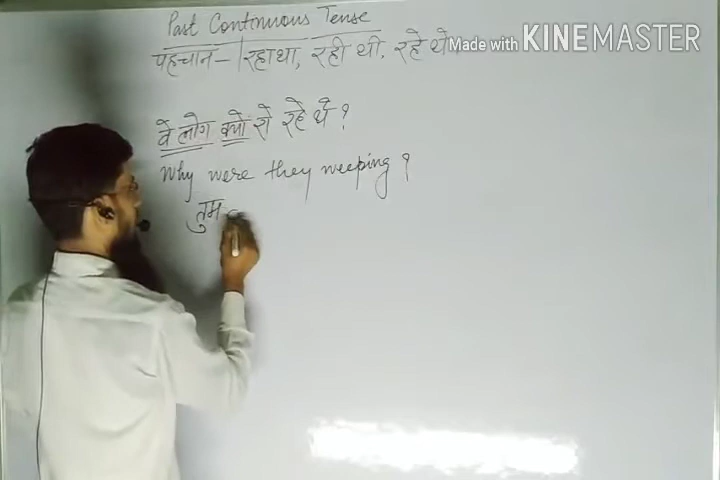 Past Continuous Tense
पहचान - रहा था, रही थी, रहे थे
Made with KINEMASTER
वे लोग क्यों रो रहे थे ?
Why were they weeping ?
तुम